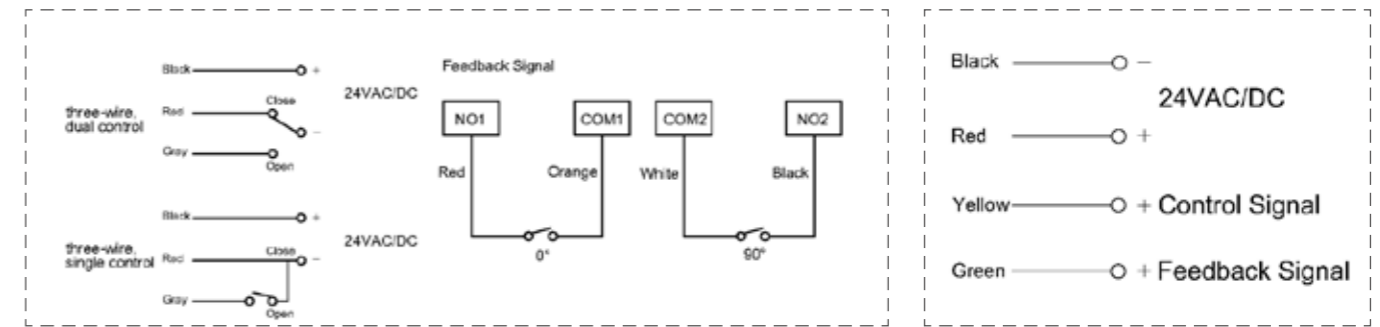 Black
+
24VAC/DC
three-wire,
dual control
Red
Close
-
Gray
Open
Black
+
24VAC/DC
three-wire,
single control
Red
Close
-
Gray
Open
Feedback Signal
NO1
COM1
COM2
NO2
Red
Orange
White
Black
0°
90°
Black
-
24VAC/DC
Red
+
Yellow
+ Control Signal
Green
+ Feedback Signal